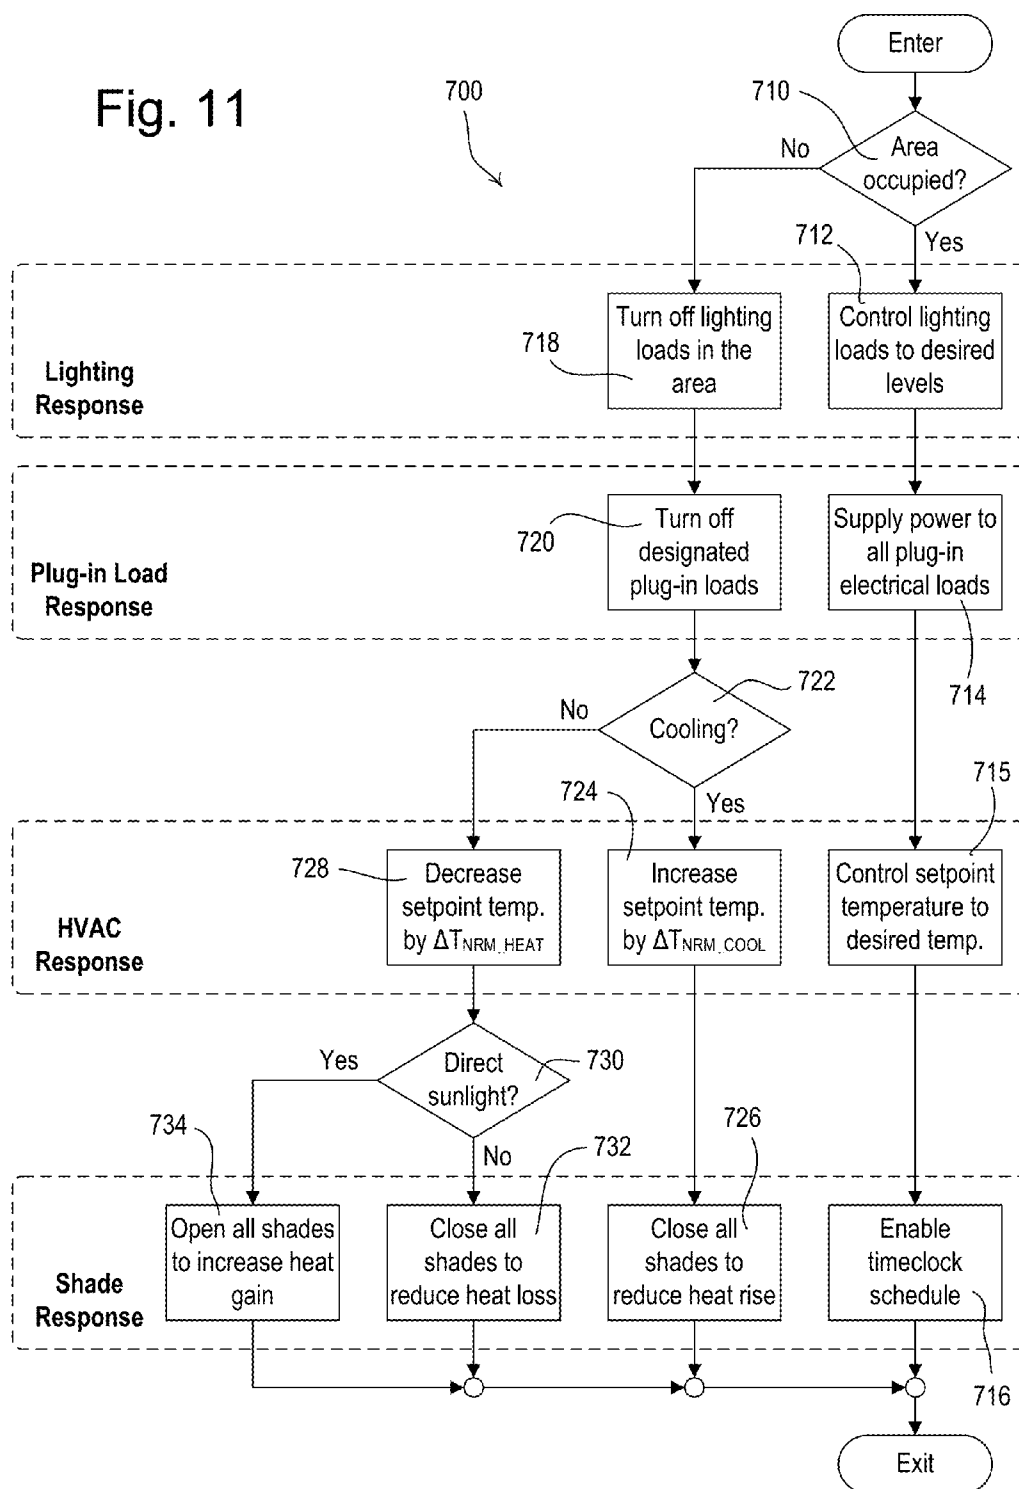 Enter
Fig. 11
700
710
Area
occupied?
No
Yes
712
Lighting
Response
718
Turn off lighting
loads in the
area
Control lighting
loads to desired
levels
Plug-in Load
Response
720
Turn off
designated
plug-in loads
Supply power to
all plug-in
electrical loads
714
722
Cooling?
No
Yes
724
715
HVAC
Response
728
Decrease
setpoint temp.
by ΔTNRM_HEAT
Increase
setpoint temp.
by ΔTNRM_COOL
Control setpoint
temperature to
desired temp.
Yes
Direct
sunlight?
730
No
734
732
726
Shade
Response
Open all shades
to increase heat
gain
Close all
shades to
reduce heat loss
Close all
shades to
reduce heat rise
Enable
timeclock
schedule
716
Exit